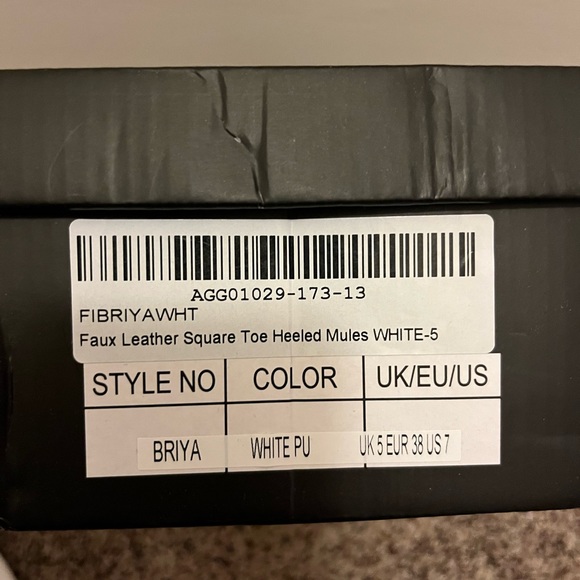 AGG01029-173-13
FIBRIYAWHT
Faux Leather Square Toe Heeled Mules WHITE-5
STYLE NO COLOR UK/EU/US
BRIYA WHITE PU UK 5 EUR 38 US 7